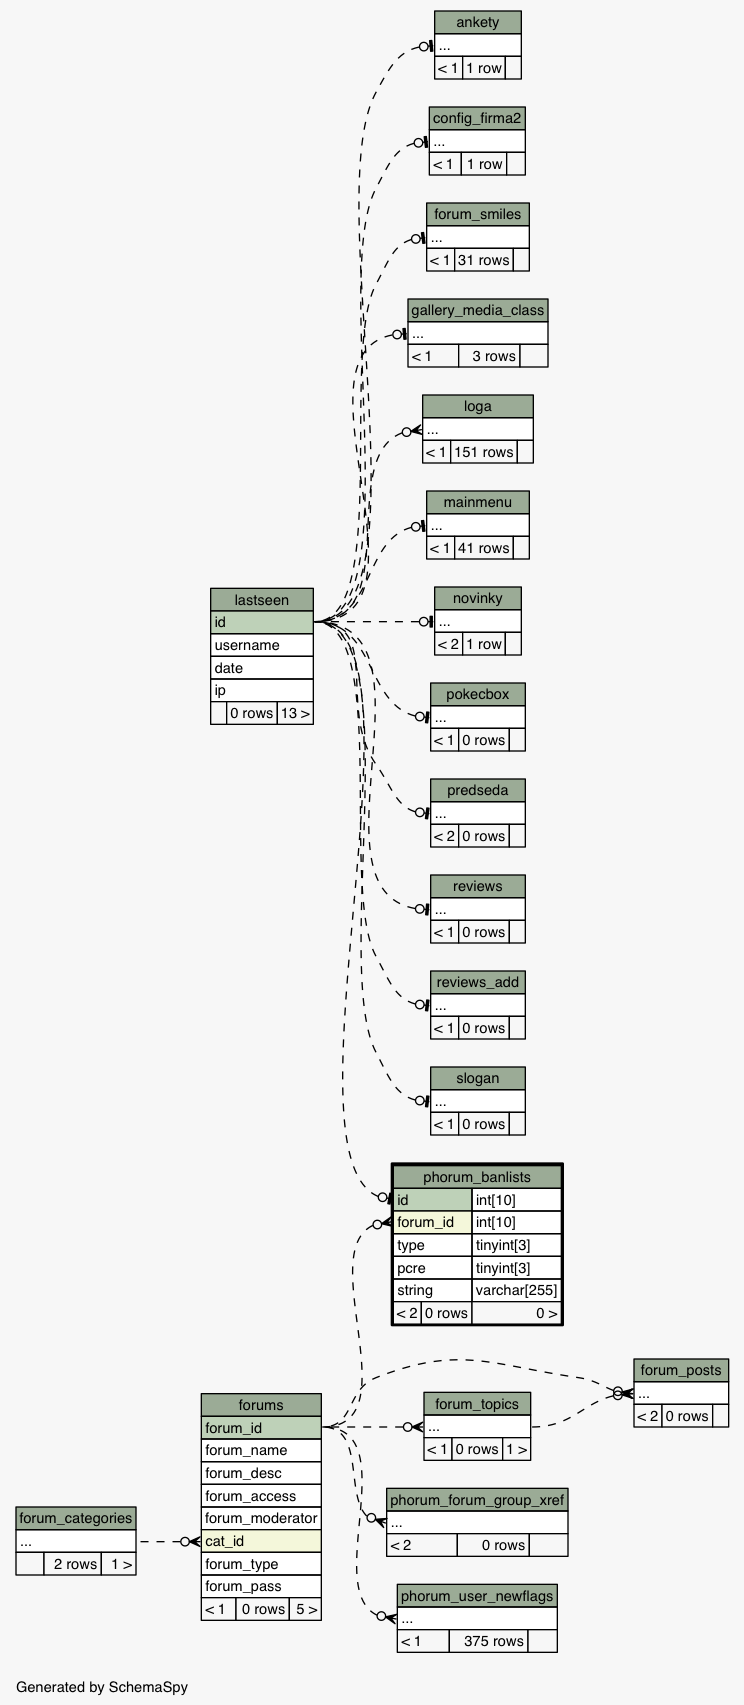 ankety
...
< 1 1 row
config_firma2
...
< 1 1 row
forum_smiles
...
< 1 31 rows
gallery_media_class
...
< 1 3 rows
loga
...
< 1 151 rows
mainmenu
...
< 1 41 rows
lastseen
id
username
date
ip
0 rows 13 >
novinky
...
< 2 1 row
pokecbox
...
< 1 0 rows
predseda
...
< 2 0 rows
reviews
...
< 1 0 rows
reviews_add
...
< 1 0 rows
slogan
...
< 1 0 rows
phorum_banlists
id int[10]
forum_id int[10]
type tinyint[3]
pcre tinyint[3]
string varchar[255]
< 2 0 rows 0 >
forum_posts
...
< 2 0 rows
forums
forum_id
forum_name
forum_desc
forum_access
forum_moderator
cat_id
forum_type
forum_pass
< 1 0 rows 5 >
forum_topics
...
< 1 0 rows 1 >
phorum_forum_group_xref
...
< 2 0 rows
forum_categories
...
2 rows 1 >
phorum_user_newflags
...
< 1 375 rows
Generated by SchemaSpy